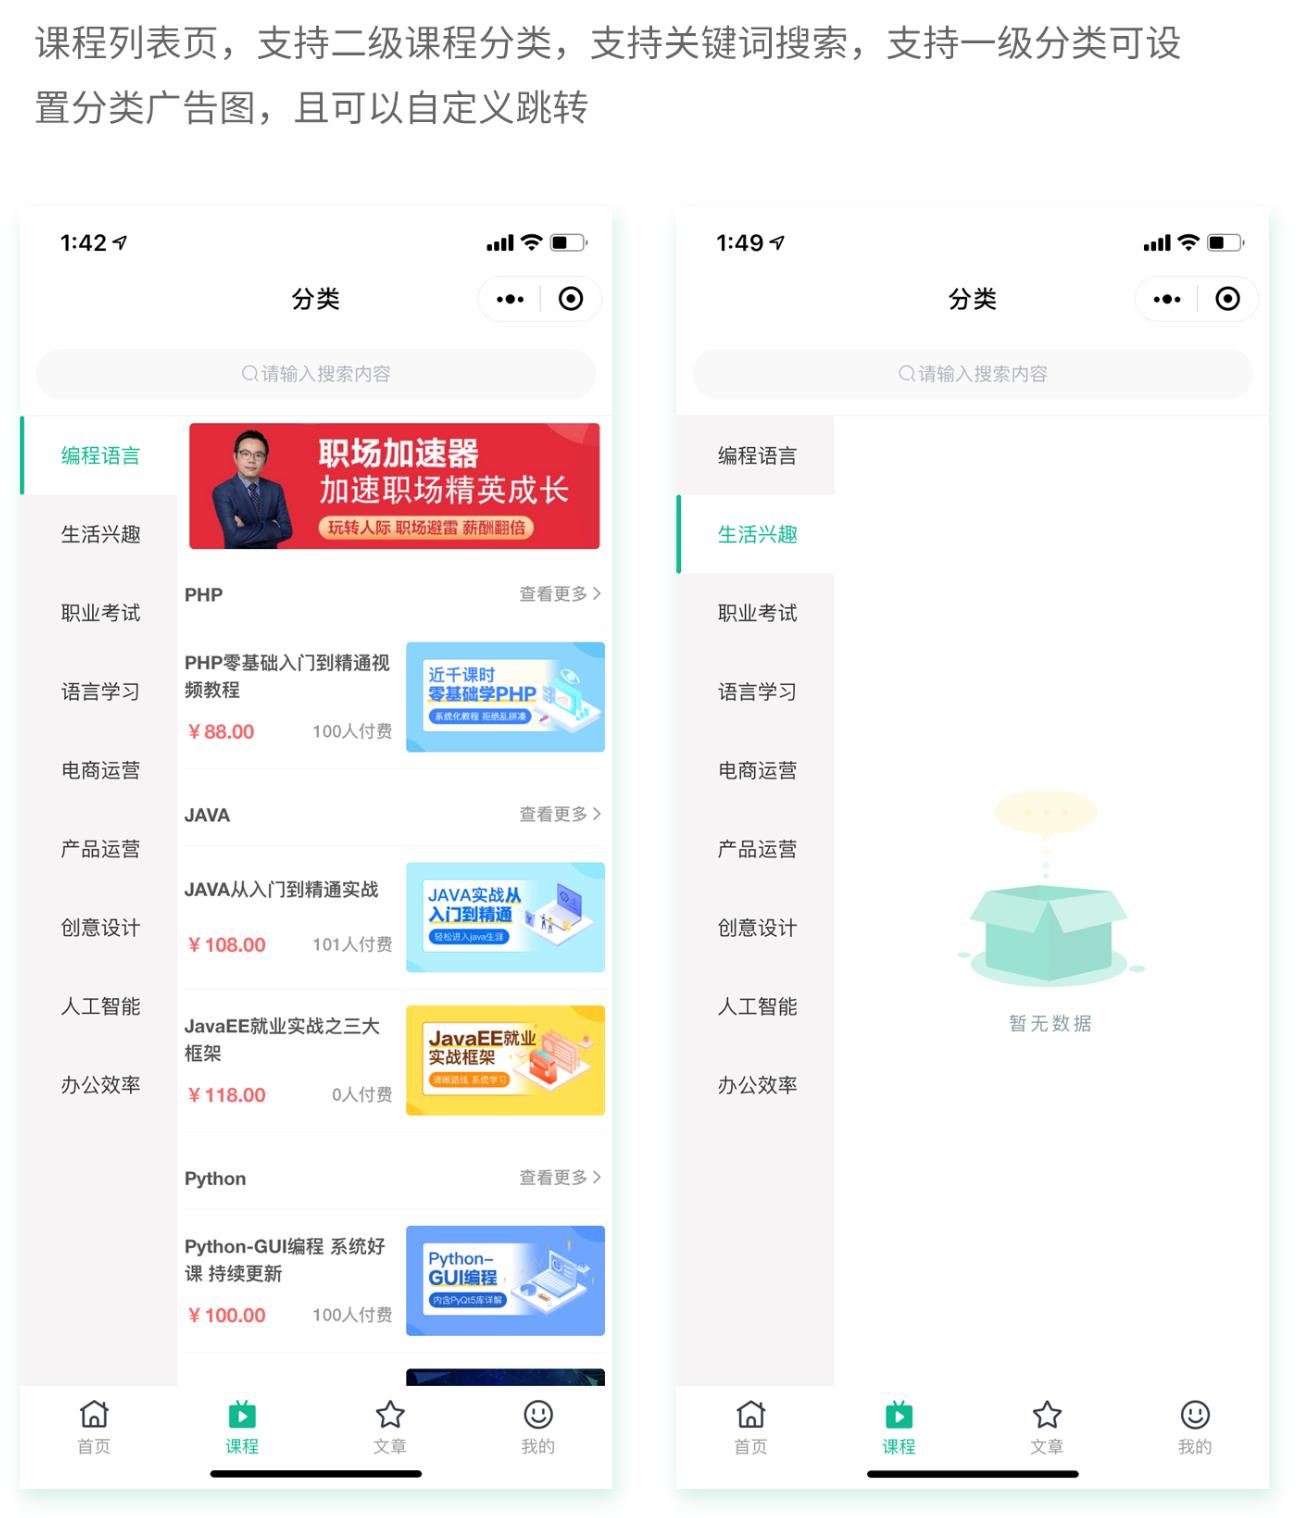 课程列表页，支持二级课程分类，支持关键词搜索，支持一级分类可设
置分类广告图，且可以自定义跳转
1:42
分类
请输入搜索内容
编程语言
生活兴趣
职业考试
语言学习
电商运营
产品运营
创意设计
人工智能
办公效率
职场加速器
加速职场精英成长
玩转人际 职场避雷 薪酬翻倍
PHP
查看更多
PHP零基础入门到精通视
频教程
¥ 88.00
100人付费
近千课时
零基础学PHP
系统化教程 拒绝乱拼凑
JAVA
查看更多
JAVA从入门到精通实战
¥ 108.00
101人付费
JAVA实战从
入门到精通
轻松进入java生涯
JavaEE就业实战之三大
框架
¥ 118.00
0人付费
JavaEE就业
实战框架
清晰路线 系统学习
Python
查看更多
Python-GUI编程 系统好
课 持续更新
¥ 100.00
100人付费
Python-
GUI编程
内含PyQt5库详解
首页
课程
文章
我的
1:49
分类
请输入搜索内容
编程语言
生活兴趣
职业考试
语言学习
电商运营
产品运营
创意设计
人工智能
办公效率
暂无数据
首页
课程
文章
我的